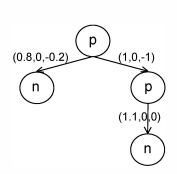 p
(0.8,0,-0.2) (1,0,-1)
n p
(1.1,0,0)
n